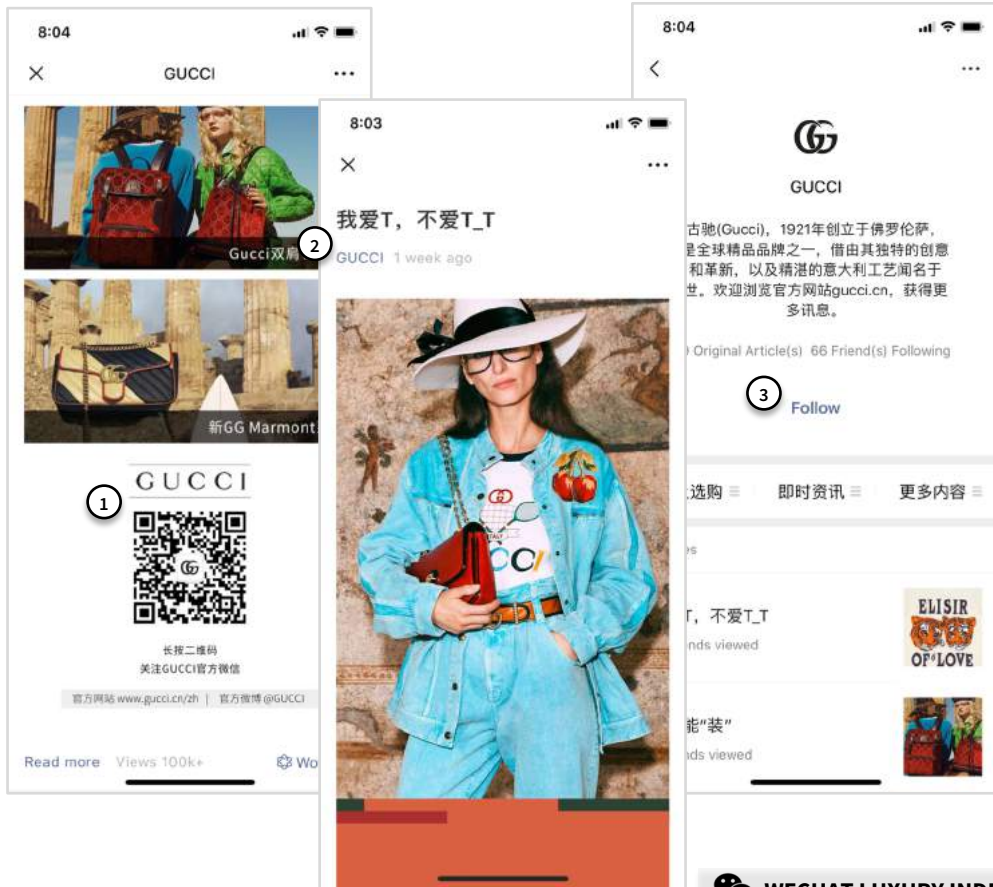 8:04
GUCCI
Gucci双肩
新GG Marmont
1
GUCCI
长按二维码
关注GUCCI官方微信
官方网站 www.gucci.cn/zh | 官方微博 @GUCCI
Read more Views 100k+ Wo
8:03
我爱T，不爱T_T
2
GUCCI 1 week ago
ITALY
CCI
8:04
GUCCI
古驰(Gucci)，1921年创立于佛罗伦萨，
是全球精品品牌之一，借由其独特的创意
和革新，以及精湛的意大利工艺闻名于
世。欢迎浏览官方网站gucci.cn，获得更
多讯息。
Original Article(s) 66 Friend(s) Following
3
Follow
选购 即时资讯 更多内容
T，不爱T_T
nds viewed
ELISIR
OF LOVE
能“装”
nds viewed
WECHAT LUXURY IND